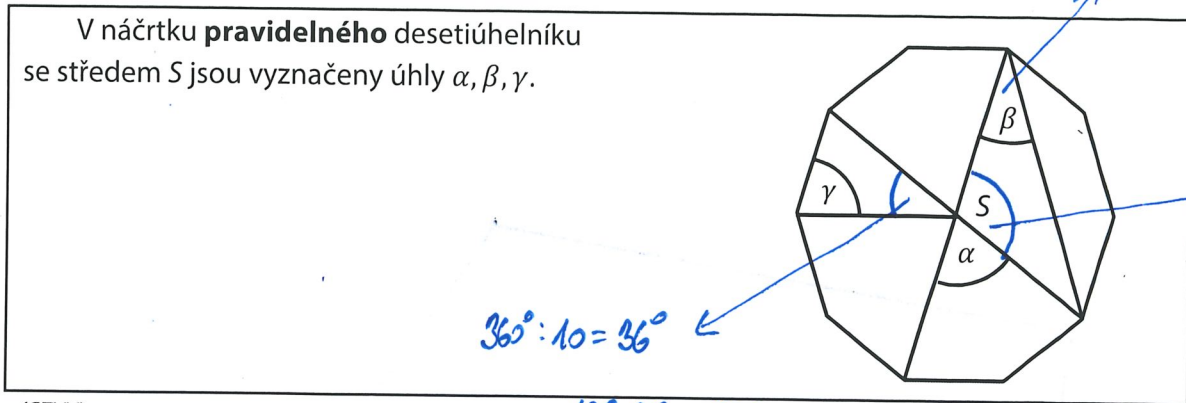 V náčrtku pravidelného desetiúhelníku
se středem S jsou vyznačeny úhly α, β, γ.
β
γ
S
α
360° : 10 = 36°